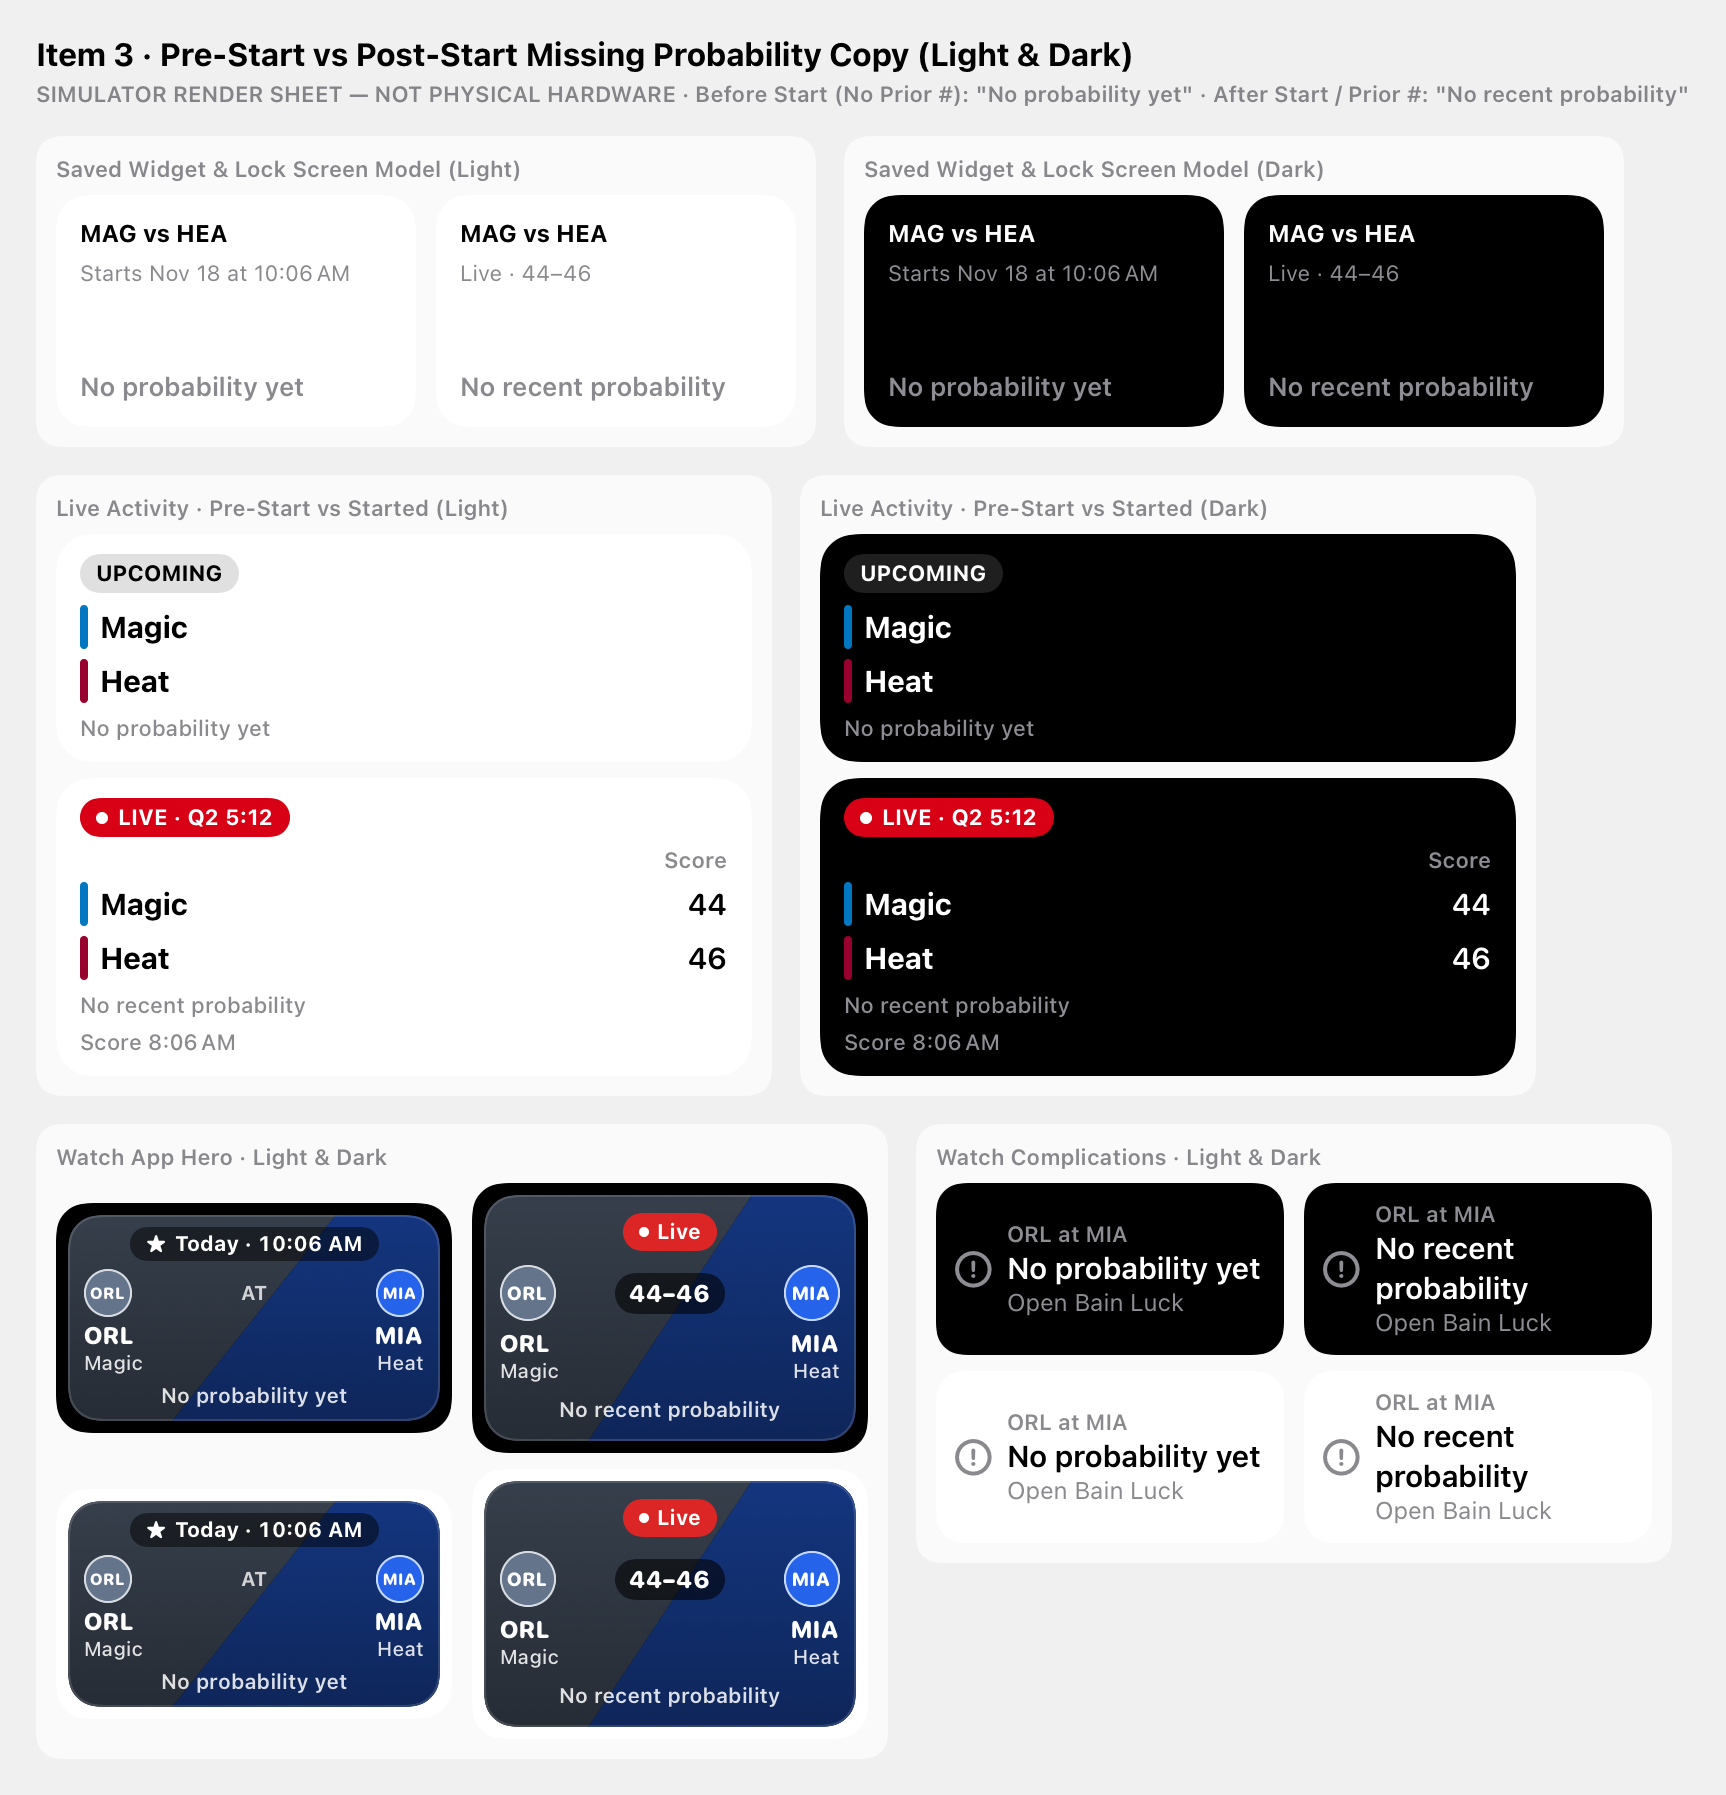 Item 3 · Pre-Start vs Post-Start Missing Probability Copy (Light & Dark)
SIMULATOR RENDER SHEET — NOT PHYSICAL HARDWARE · Before Start (No Prior #): "No probability yet" · After Start / Prior #: "No recent probability"
Saved Widget & Lock Screen Model (Light)
MAG vs HEA
Starts Nov 18 at 10:06 AM
No probability yet
MAG vs HEA
Live · 44–46
No recent probability
Saved Widget & Lock Screen Model (Dark)
MAG vs HEA
Starts Nov 18 at 10:06 AM
No probability yet
MAG vs HEA
Live · 44–46
No recent probability
Live Activity · Pre-Start vs Started (Light)
UPCOMING
Magic
Heat
No probability yet
LIVE · Q2 5:12
Score
Magic 44
Heat 46
No recent probability
Score 8:06 AM
Live Activity · Pre-Start vs Started (Dark)
UPCOMING
Magic
Heat
No probability yet
LIVE · Q2 5:12
Score
Magic 44
Heat 46
No recent probability
Score 8:06 AM
Watch App Hero · Light & Dark
Today · 10:06 AM
ORL AT MIA
ORL MIA
Magic Heat
No probability yet
Live
ORL 44–46 MIA
ORL MIA
Magic Heat
No recent probability
Today · 10:06 AM
ORL AT MIA
ORL MIA
Magic Heat
No probability yet
Live
ORL 44–46 MIA
ORL MIA
Magic Heat
No recent probability
Watch Complications · Light & Dark
ORL at MIA
No probability yet
Open Bain Luck
ORL at MIA
No recent
probability
Open Bain Luck
ORL at MIA
No probability yet
Open Bain Luck
ORL at MIA
No recent
probability
Open Bain Luck